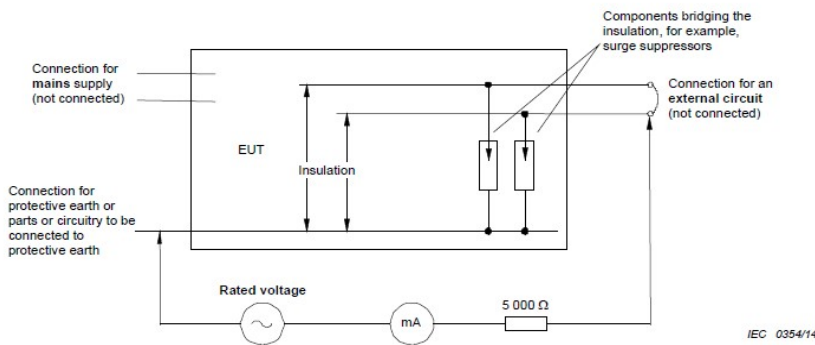 Components bridging the
insulation, for example,
surge suppressors
Connection for
mains supply
(not connected)
Connection for an
external circuit
(not connected)
EUT
Insulation
Connection for
protective earth or
parts or circuitry to be
connected to
protective earth
Rated voltage
mA
5 000 Ω
IEC 0354/14